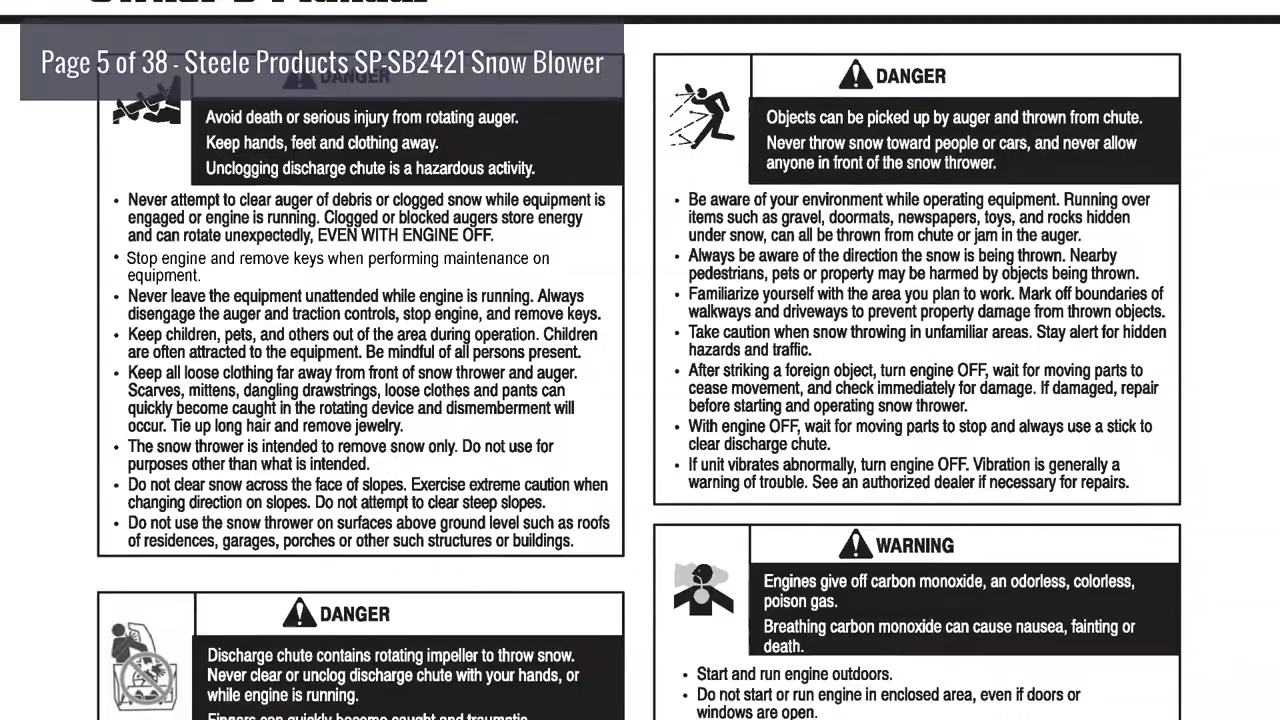 Page 5 of 38 - Steele Products SP-SB2421 Snow Blower
DANGER
Avoid death or serious injury from rotating auger.
Keep hands, feet and clothing away.
Unclogging discharge chute is a hazardous activity.
• Never attempt to clear auger of debris or clogged snow while equipment is
engaged or engine is running. Clogged or blocked augers store energy
and can rotate unexpectedly, EVEN WITH ENGINE OFF.
• Stop engine and remove keys when performing maintenance on
equipment.
• Never leave the equipment unattended while engine is running. Always
disengage the auger and traction controls, stop engine, and remove keys.
• Keep children, pets, and others out of the area during operation. Children
are often attracted to the equipment. Be mindful of all persons present.
• Keep all loose clothing far away from front of snow thrower and auger.
Scarves, mittens, dangling drawstrings, loose clothes and pants can
quickly become caught in the rotating device and dismemberment will
occur. Tie up long hair and remove jewelry.
• The snow thrower is intended to remove snow only. Do not use for
purposes other than what is intended.
• Do not clear snow across the face of slopes. Exercise extreme caution when
changing direction on slopes. Do not attempt to clear steep slopes.
• Do not use the snow thrower on surfaces above ground level such as roofs
of residences, garages, porches or other such structures or buildings.
DANGER
Discharge chute contains rotating impeller to throw snow.
Never clear or unclog discharge chute with your hands, or
while engine is running.
Fingers can quickly become caught and traumatic
DANGER
Objects can be picked up by auger and thrown from chute.
Never throw snow toward people or cars, and never allow
anyone in front of the snow thrower.
• Be aware of your environment while operating equipment. Running over
items such as gravel, doormats, newspapers, toys, and rocks hidden
under snow, can all be thrown from chute or jam in the auger.
• Always be aware of the direction the snow is being thrown. Nearby
pedestrians, pets or property may be harmed by objects being thrown.
• Familiarize yourself with the area you plan to work. Mark off boundaries of
walkways and driveways to prevent property damage from thrown objects.
• Take caution when snow throwing in unfamiliar areas. Stay alert for hidden
hazards and traffic.
• After striking a foreign object, turn engine OFF, wait for moving parts to
cease movement, and check immediately for damage. If damaged, repair
before starting and operating snow thrower.
• With engine OFF, wait for moving parts to stop and always use a stick to
clear discharge chute.
• If unit vibrates abnormally, turn engine OFF. Vibration is generally a
warning of trouble. See an authorized dealer if necessary for repairs.
WARNING
Engines give off carbon monoxide, an odorless, colorless,
poison gas.
Breathing carbon monoxide can cause nausea, fainting or
death.
• Start and run engine outdoors.
• Do not start or run engine in enclosed area, even if doors or
windows are open.